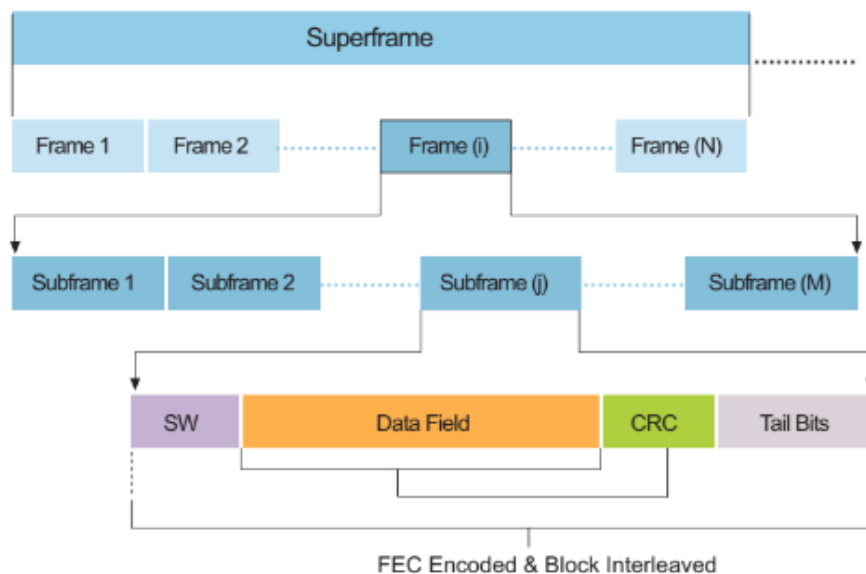 Superframe
Frame 1 Frame 2 Frame (i) Frame (N)
Subframe 1 Subframe 2 Subframe (j) Subframe (M)
SW Data Field CRC Tail Bits
FEC Encoded & Block Interleaved